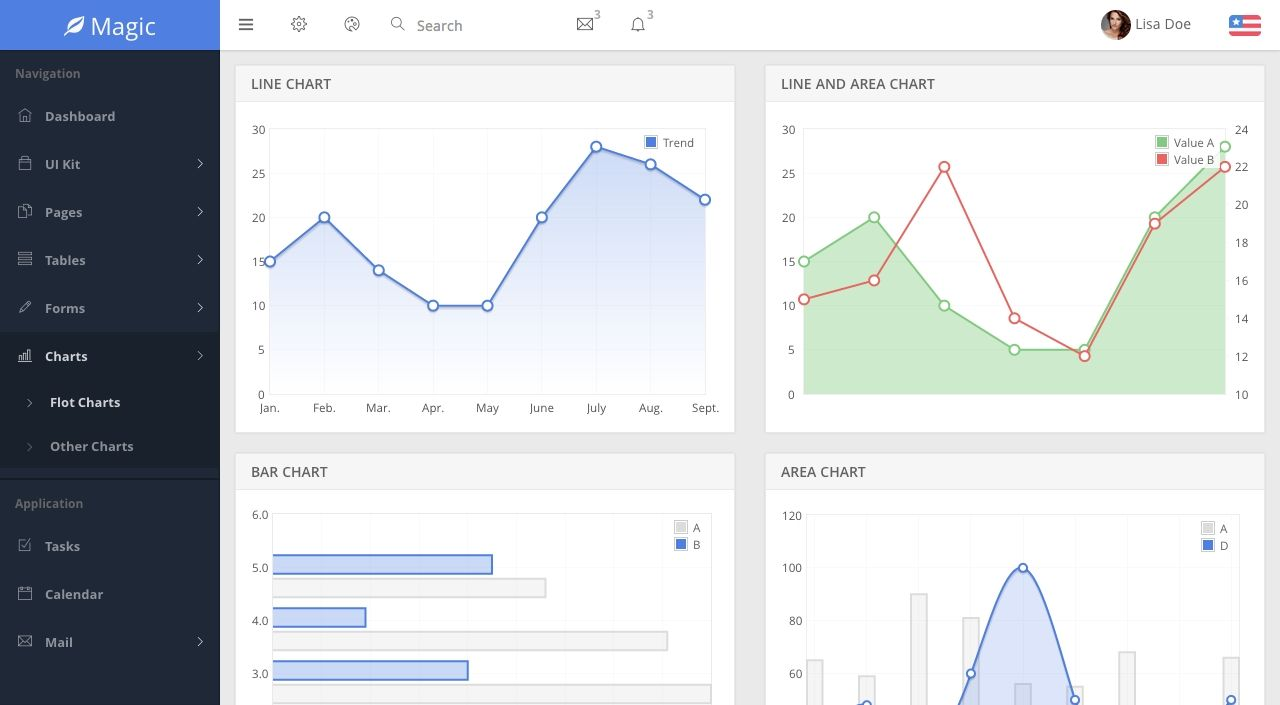 Magic
Search
3
3
Lisa Doe
Navigation
Dashboard
UI Kit
Pages
Tables
Forms
Charts
Flot Charts
Other Charts
Application
Tasks
Calendar
Mail
LINE CHART
30
25
20
15
10
5
0
Trend
Jan. Feb. Mar. Apr. May June July Aug. Sept.
LINE AND AREA CHART
30
25
20
15
10
5
0
Value A
Value B
24
22
20
18
16
14
12
10
BAR CHART
6.0
5.0
4.0
3.0
A
B
AREA CHART
120
100
80
60
A
D